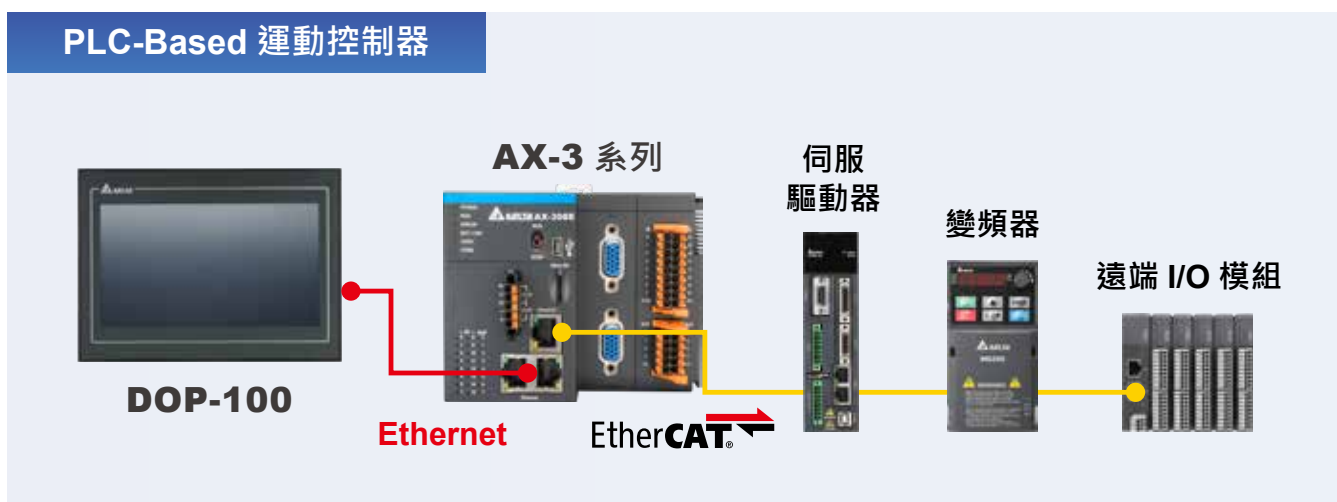 PLC-Based 運動控制器
AX-3 系列
伺服
驅動器
變頻器
遠端 I/O 模組
DOP-100
Ethernet
EtherCAT®